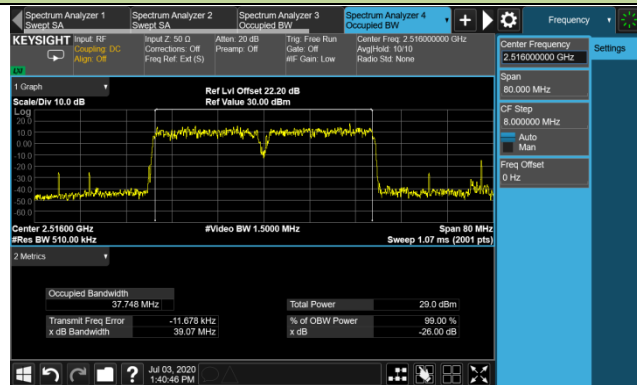 Spectrum Analyzer 1
Swept SA
Spectrum Analyzer 2
Swept SA
Spectrum Analyzer 3
Occupied BW
Spectrum Analyzer 4
Occupied BW
Frequency
KEYSIGHT
Input: RF
Coupling: DC
Align: Off
Input Z: 50 Ω
Corrections: Off
Freq Ref: Ext (S)
Atten: 20 dB
Preamp: Off
Trig: Free Run
Gate: Off
#IF Gain: Low
Center Freq: 2.516000000 GHz
Avg|Hold: 10/10
Radio Std: None
LM
Center Frequency
2.516000000 GHz
Settings
Span
80.000 MHz
CF Step
8.000000 MHz
Auto
Man
Freq Offset
0 Hz
1 Graph
Scale/Div 10.0 dB
Ref Lvl Offset 22.20 dB
Ref Value 30.00 dBm
Log
20.0
10.0
0.00
-10.0
-20.0
-30.0
-40.0
-50.0
-60.0
Center 2.51600 GHz
#Res BW 510.00 kHz
#Video BW 1.5000 MHz
Span 80 MHz
Sweep 1.07 ms (2001 pts)
2 Metrics
Occupied Bandwidth
37.748 MHz
Total Power
29.0 dBm
Transmit Freq Error
-11.678 kHz
% of OBW Power
99.00 %
x dB Bandwidth
39.07 MHz
x dB
-26.00 dB
?
Jul 03, 2020
1:40:46 PM